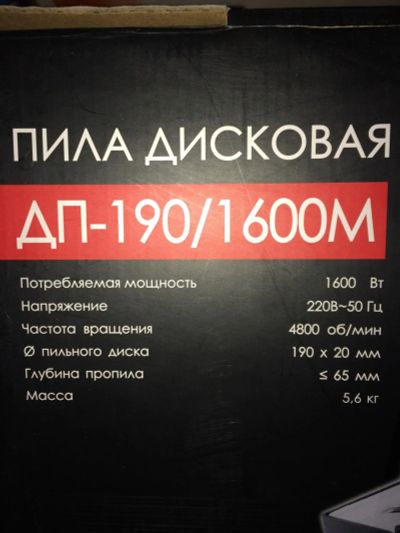 ПИЛА ДИСКОВАЯ
ДП-190/1600М
Потребляемая мощность 1600 Вт
Напряжение 220В~50 Гц
Частота вращения 4800 об/мин
Ø пильного диска 190 х 20 мм
Глубина пропила ≤ 65 мм
Масса 5,6 кг